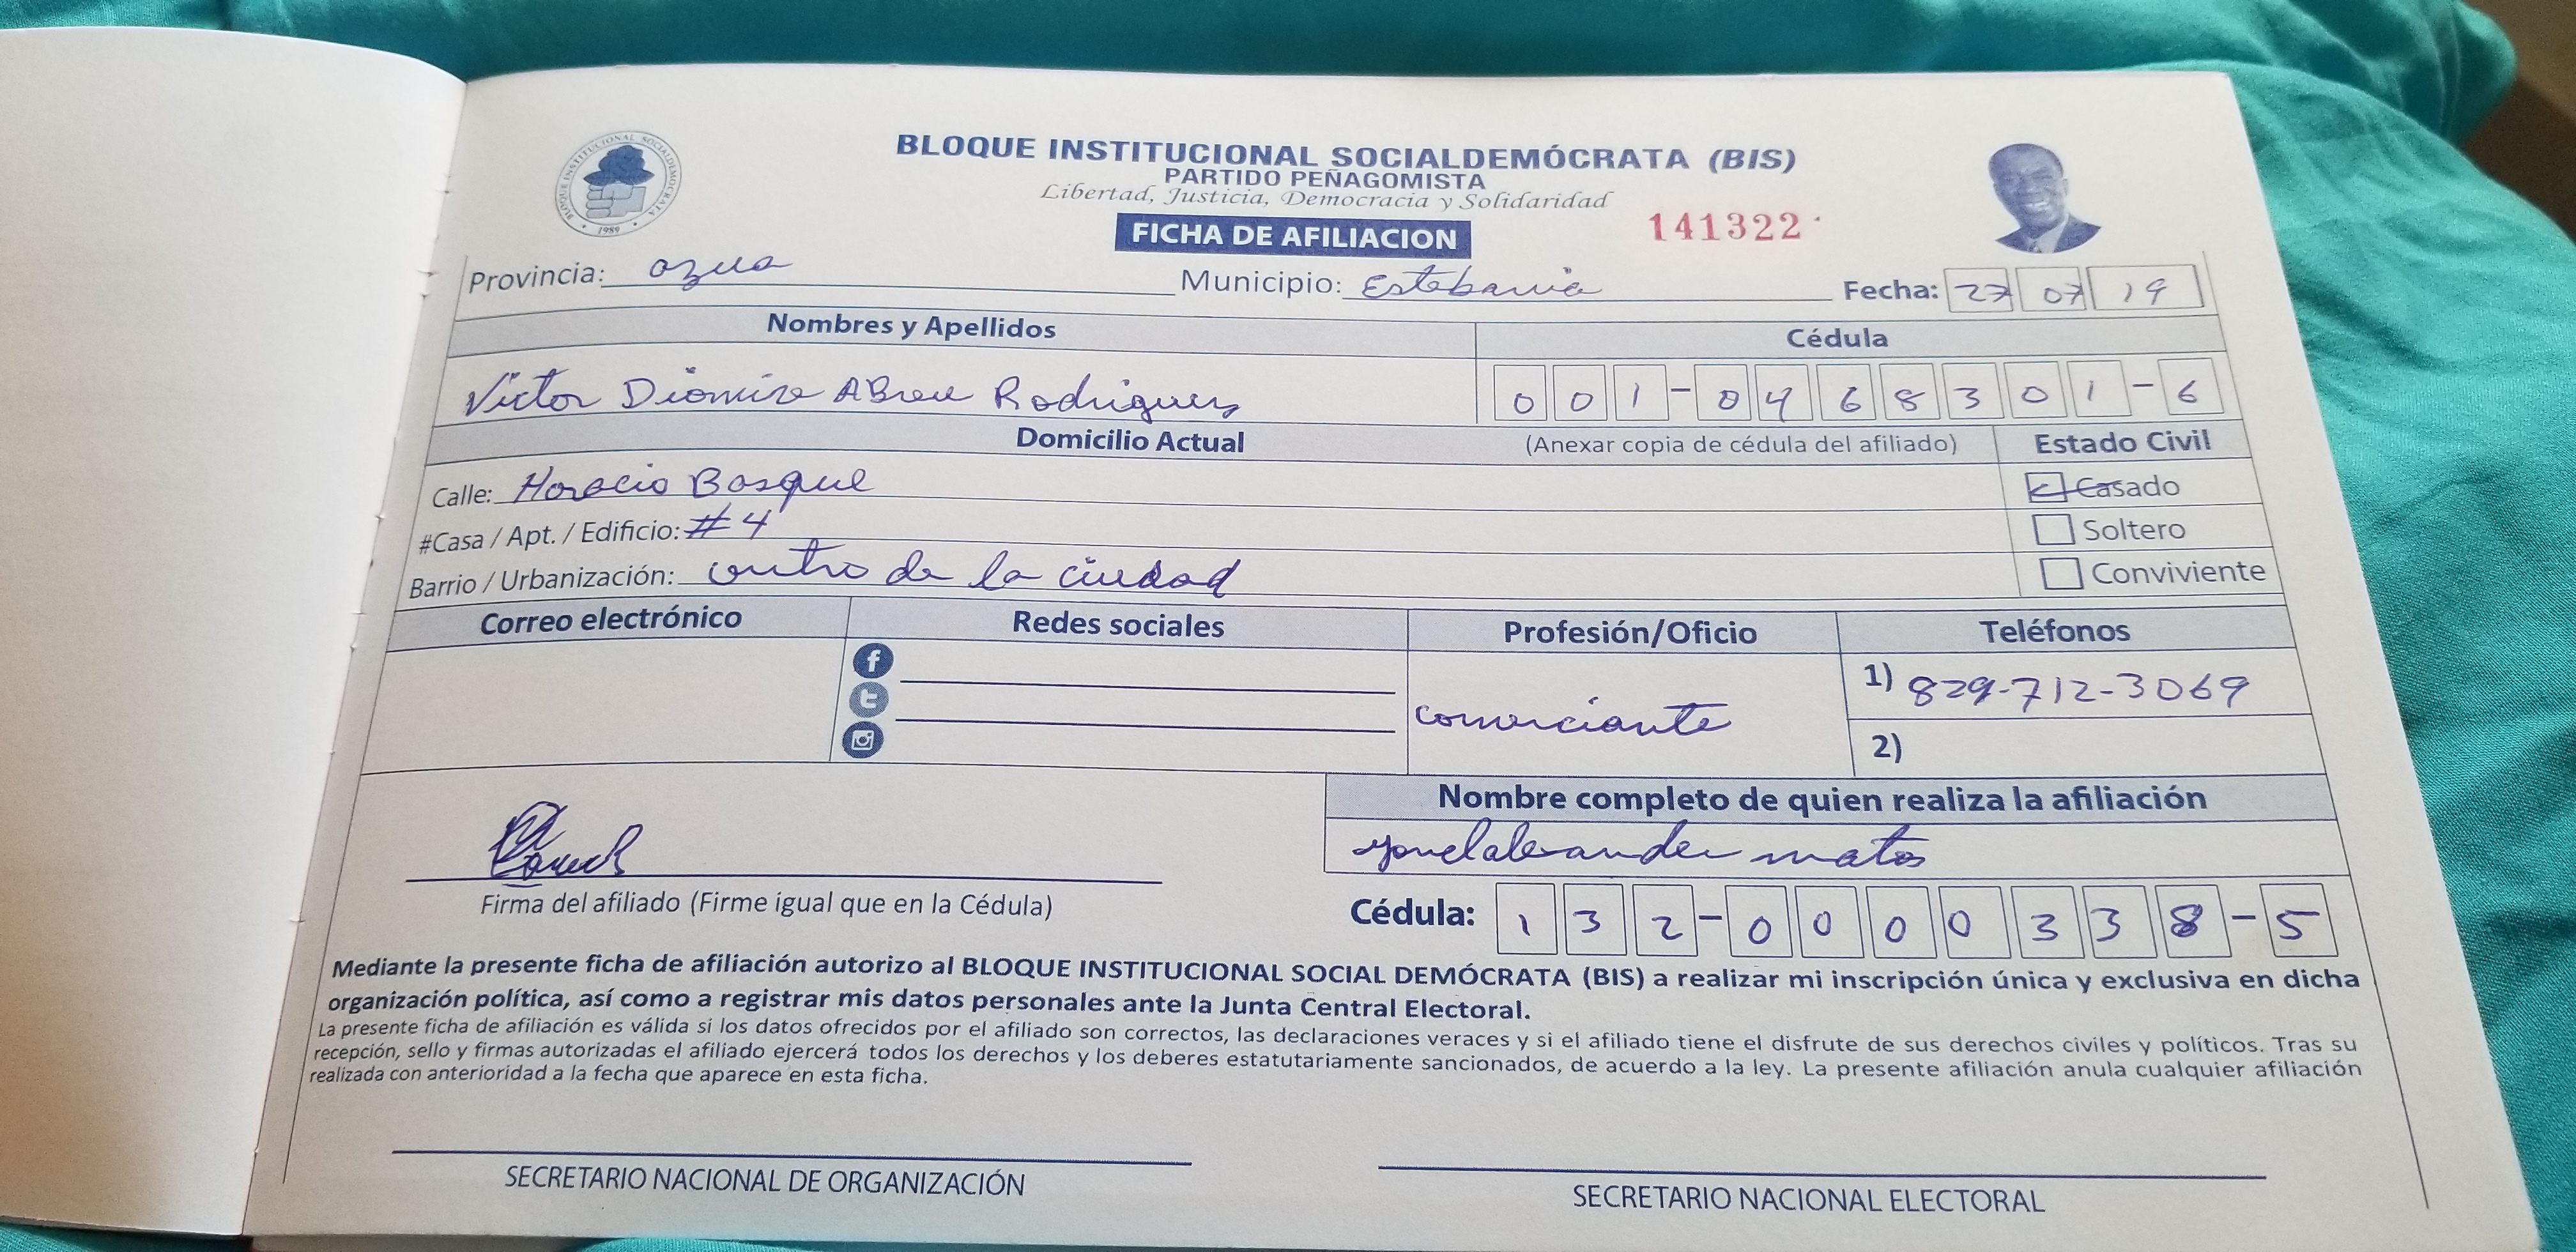 BLOQUE INSTITUCIONAL SOCIALDEMOCRATA
1989
BLOQUE INSTITUCIONAL SOCIALDEMÓCRATA (BIS)
PARTIDO PEÑAGOMISTA
Libertad, Justicia, Democracia y Solidaridad
FICHA DE AFILIACION 141322
Provincia: azua Municipio: Estebania Fecha: 27 07 19
Nombres y Apellidos Cédula
Victor Dionicio ABreu Rodriguez 001-0468301-6
Domicilio Actual (Anexar copia de cédula del afiliado) Estado Civil
Calle: Horacio Basque Casado
#Casa / Apt. / Edificio: #4 Soltero
Barrio / Urbanización: centro de la ciudad Conviviente
Correo electrónico Redes sociales Profesión/Oficio Teléfonos
comerciante 1) 829-712-3069
2)
Nombre completo de quien realiza la afiliación
matos
Firma del afiliado (Firme igual que en la Cédula) Cédula: 132-0000338-5
Mediante la presente ficha de afiliación autorizo al BLOQUE INSTITUCIONAL SOCIAL DEMÓCRATA (BIS) a realizar mi inscripción única y exclusiva en dicha
organización política, así como a registrar mis datos personales ante la Junta Central Electoral.
La presente ficha de afiliación es válida si los datos ofrecidos por el afiliado son correctos, las declaraciones veraces y si el afiliado tiene el disfrute de sus derechos civiles y políticos. Tras su
recepción, sello y firmas autorizadas el afiliado ejercerá todos los derechos y los deberes estatutariamente sancionados, de acuerdo a la ley. La presente afiliación anula cualquier afiliación
realizada con anterioridad a la fecha que aparece en esta ficha.
SECRETARIO NACIONAL DE ORGANIZACIÓN SECRETARIO NACIONAL ELECTORAL